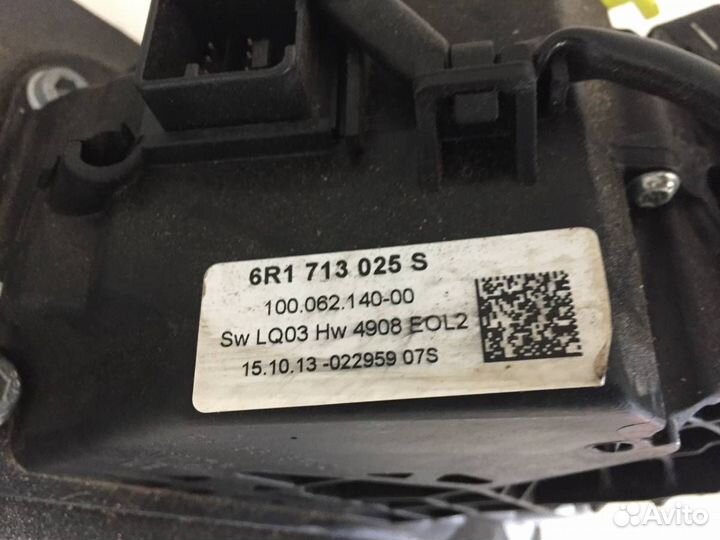 6R1 713 025 S
100.062.140-00
Sw LQ03 Hw 4908 EOL2
15.10.13 -022959 07S
Avito